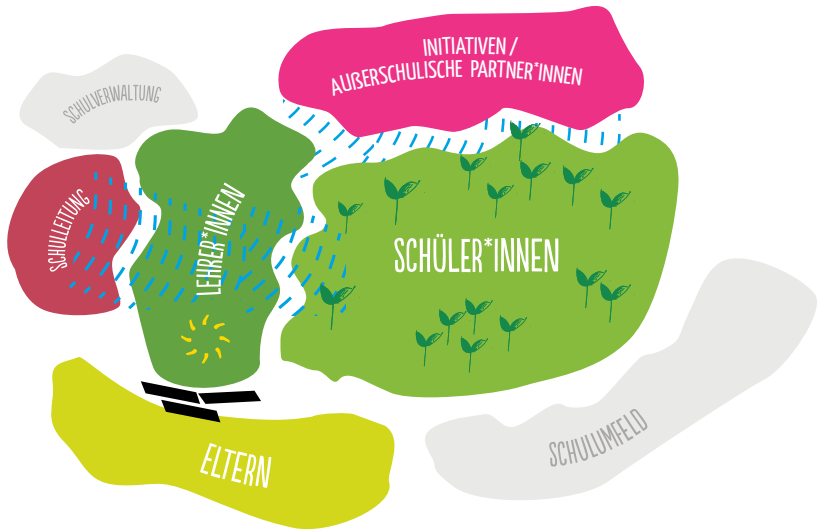 INITIATIVEN /
AUßERSCHULISCHE PARTNER*INNEN
SCHULVERWALTUNG
SCHULLEITUNG
LEHRER*INNEN
SCHÜLER*INNEN
ELTERN
SCHULUMFELD